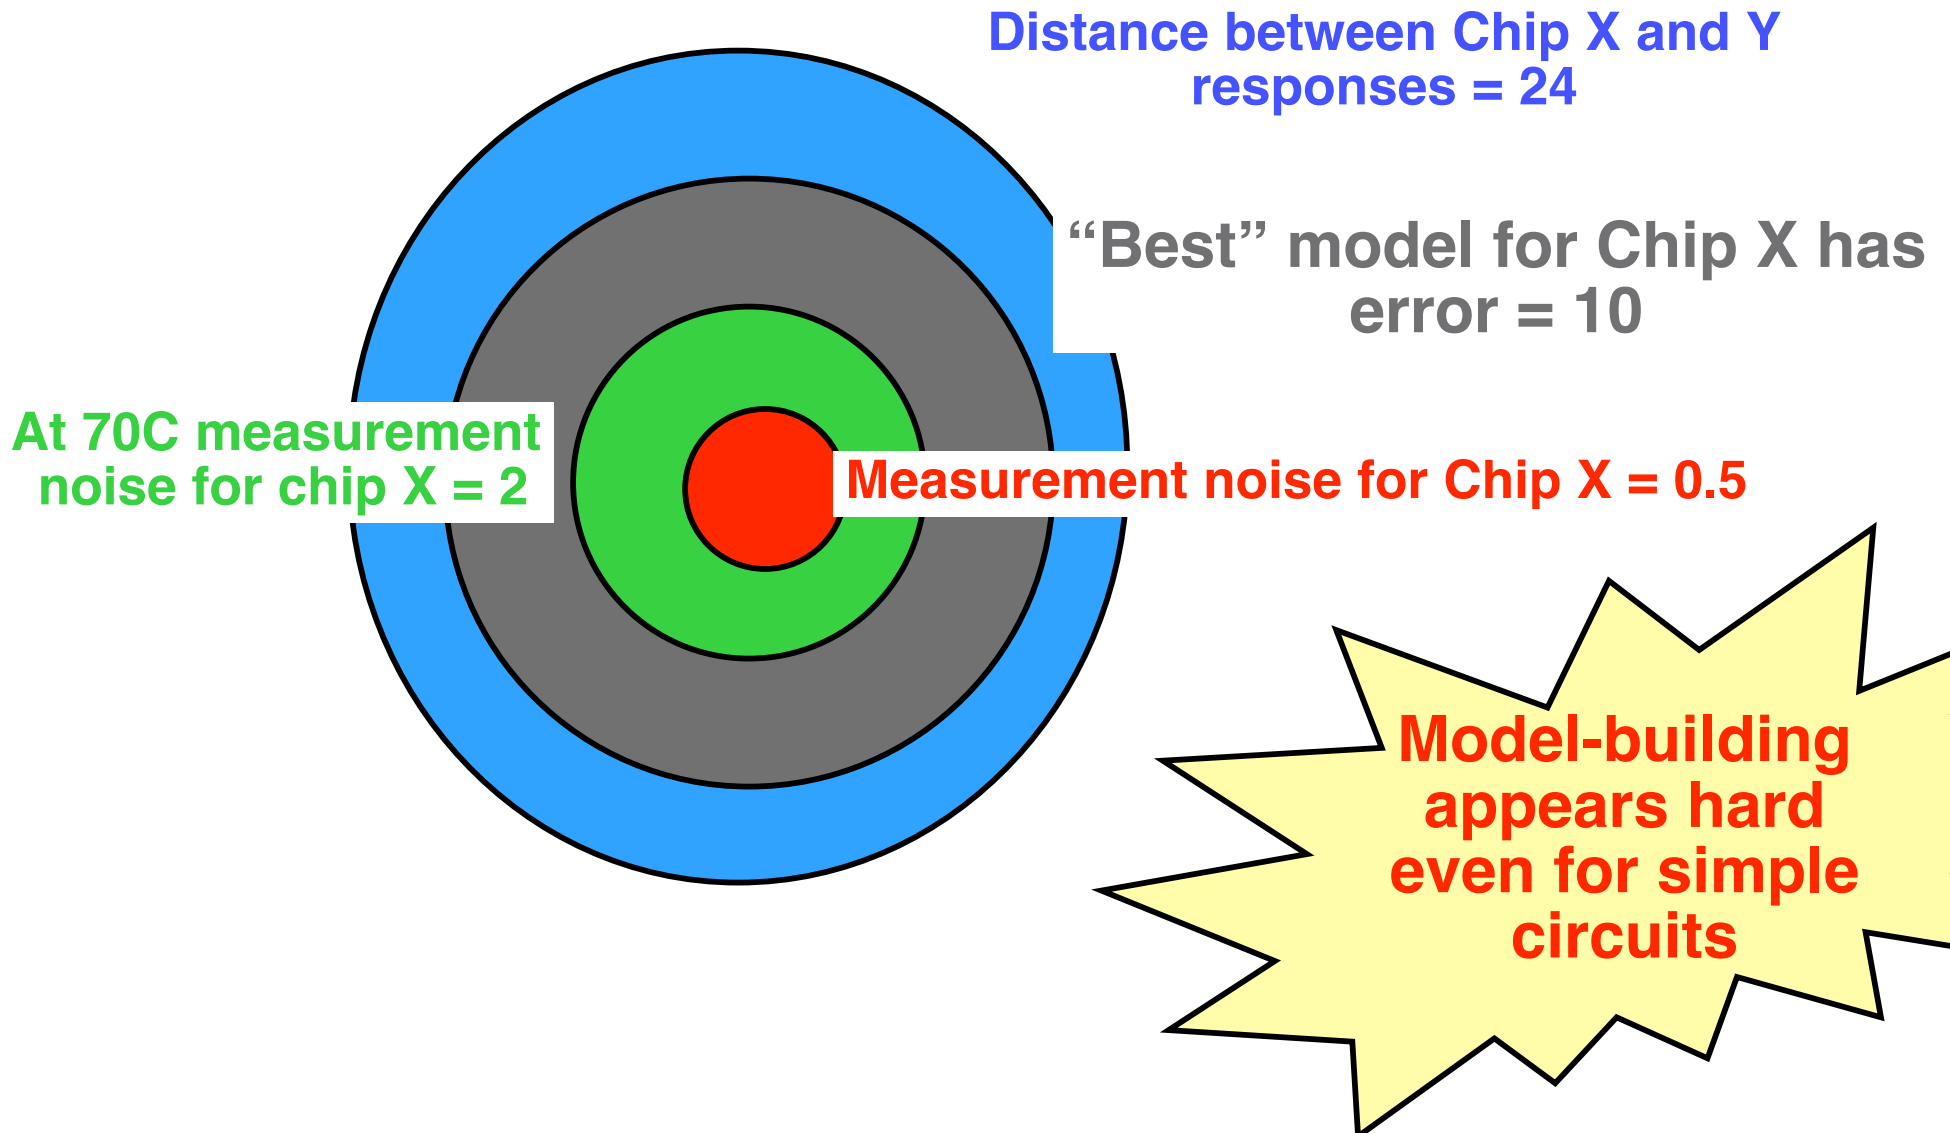 Distance between Chip X and Y
responses = 24
“Best” model for Chip X has
error = 10
At 70C measurement
noise for chip X = 2
Measurement noise for Chip X = 0.5
Model-building
appears hard
even for simple
circuits